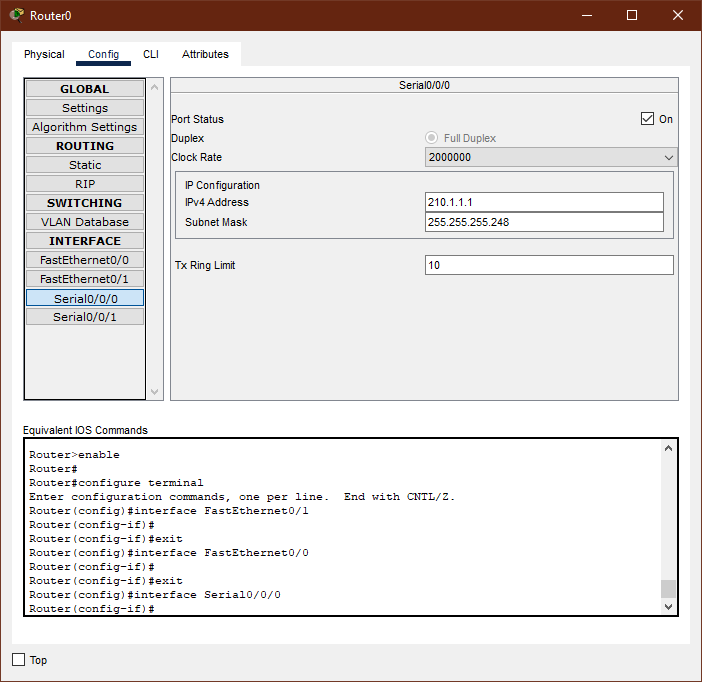 Router0
Physical Config CLI Attributes
GLOBAL
Settings
Algorithm Settings
ROUTING
Static
RIP
SWITCHING
VLAN Database
INTERFACE
FastEthernet0/0
FastEthernet0/1
Serial0/0/0
Serial0/0/1
Serial0/0/0
Port Status On
Duplex Full Duplex
Clock Rate 2000000
IP Configuration
IPv4 Address 210.1.1.1
Subnet Mask 255.255.255.248
Tx Ring Limit 10
Equivalent IOS Commands
Router>enable
Router#
Router#configure terminal
Enter configuration commands, one per line.  End with CNTL/Z.
Router(config)#interface FastEthernet0/1
Router(config-if)#
Router(config-if)#exit
Router(config)#interface FastEthernet0/0
Router(config-if)#
Router(config-if)#exit
Router(config)#interface Serial0/0/0
Router(config-if)#
Top